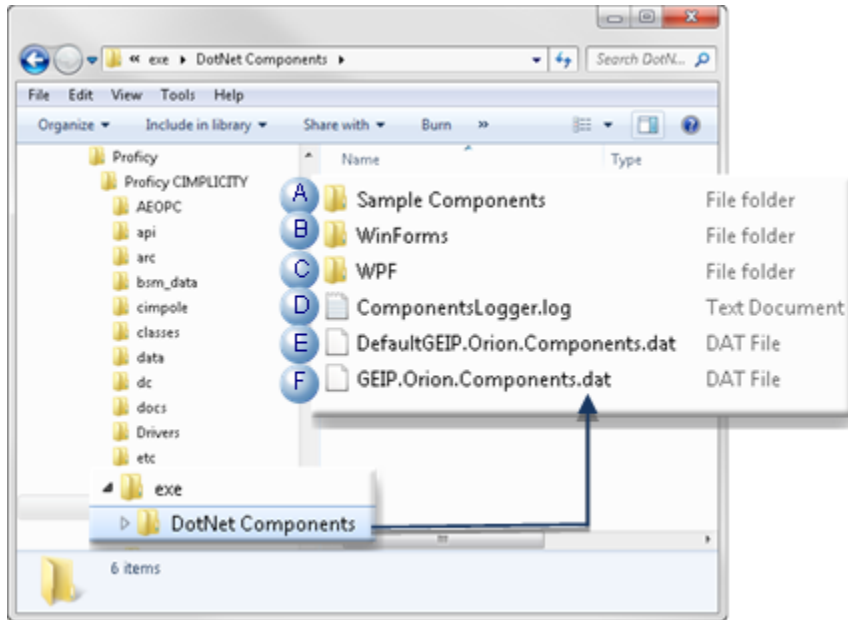 « exe ▸ DotNet Components ▸
Search DotN...
File Edit View Tools Help
Organize Include in library Share with Burn »
Proficy
Proficy CIMPLICITY
AEOPC
api
arc
bsm_data
cimpole
classes
data
dc
docs
Drivers
etc
exe
DotNet Components
Name Type
A Sample Components File folder
B WinForms File folder
C WPF File folder
D ComponentsLogger.log Text Document
E DefaultGEIP.Orion.Components.dat DAT File
F GEIP.Orion.Components.dat DAT File
6 items